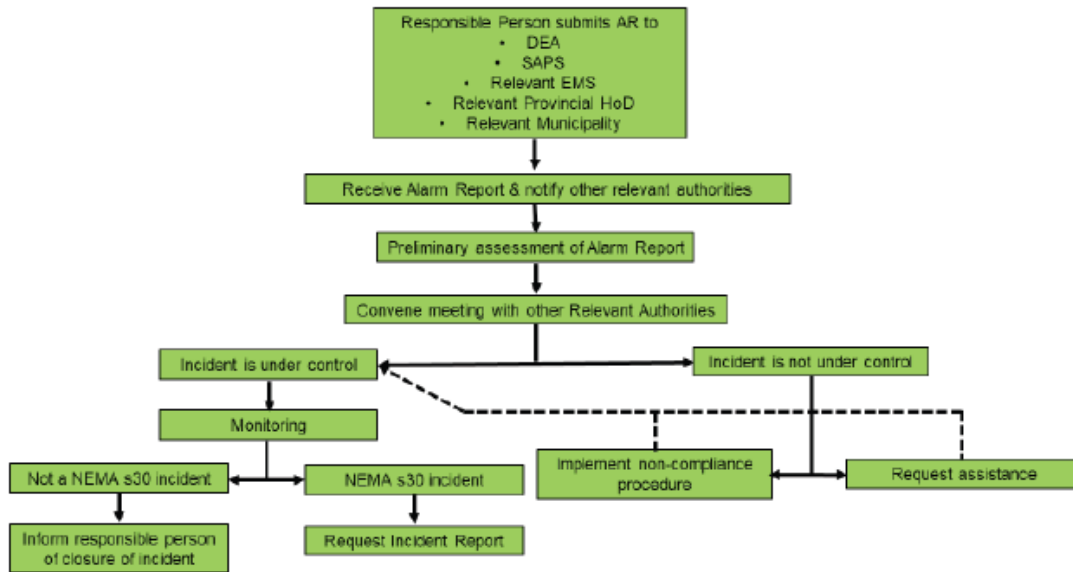 Responsible Person submits AR to
• DEA
• SAPS
• Relevant EMS
• Relevant Provincial HoD
• Relevant Municipality
Receive Alarm Report & notify other relevant authorities
Preliminary assessment of Alarm Report
Convene meeting with other Relevant Authorities
Incident is under control
Incident is not under control
Monitoring
Not a NEMA s30 incident
NEMA s30 incident
Implement non-compliance
procedure
Request assistance
Inform responsible person
of closure of incident
Request Incident Report